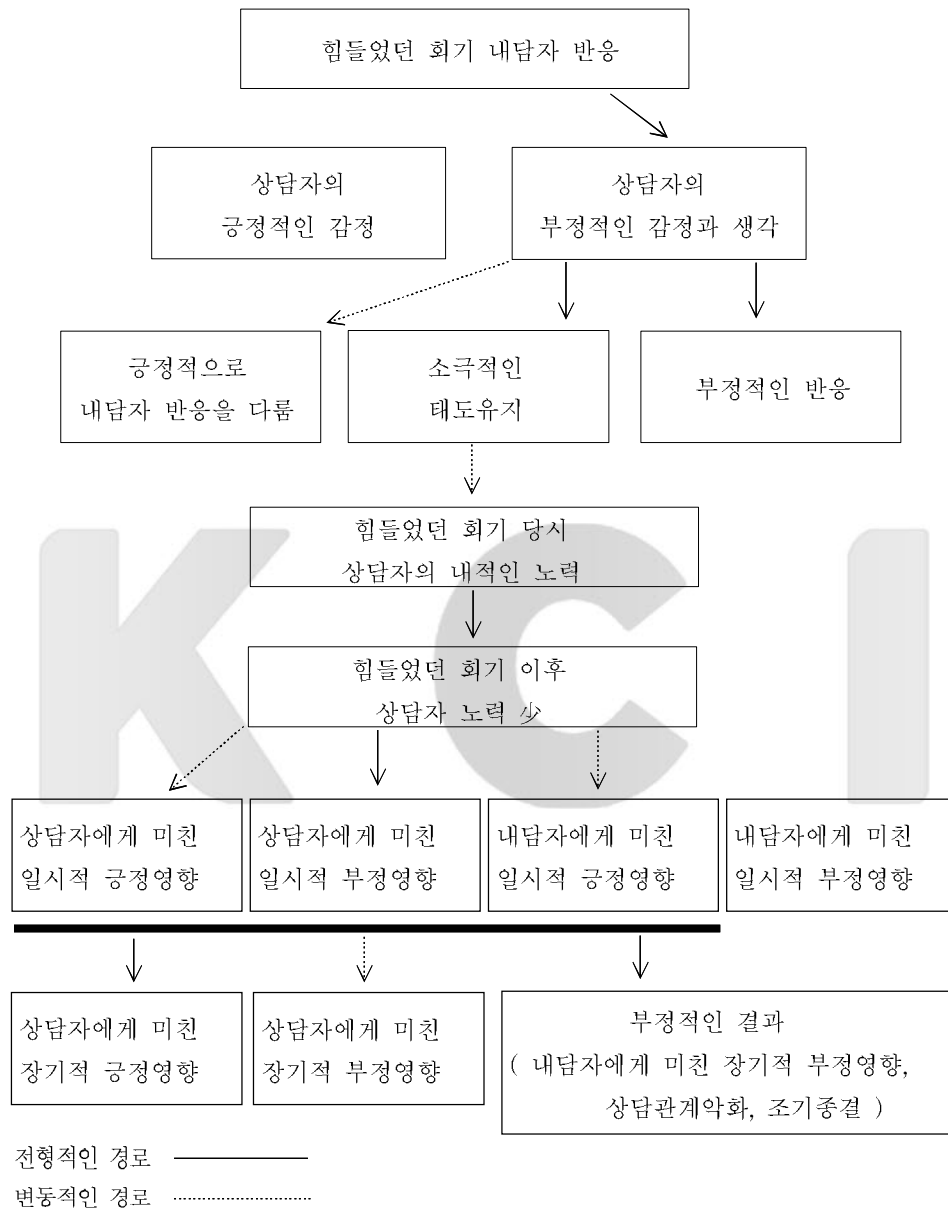 힘들었던 회기 내담자 반응
상담자의
긍정적인 감정
상담자의
부정적인 감정과 생각
긍정적으로
내담자 반응을 다룸
소극적인
태도유지
부정적인 반응
힘들었던 회기 당시
상담자의 내적인 노력
힘들었던 회기 이후
상담자 노력 少
상담자에게 미친
일시적 긍정영향
상담자에게 미친
일시적 부정영향
내담자에게 미친
일시적 긍정영향
내담자에게 미친
일시적 부정영향
상담자에게 미친
장기적 긍정영향
상담자에게 미친
장기적 부정영향
부정적인 결과
( 내담자에게 미친 장기적 부정영향,
상담관계악화, 조기종결 )
전형적인 경로
변동적인 경로
KCI